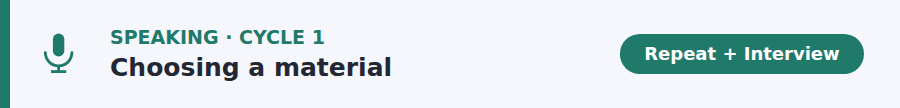 SPEAKING · CYCLE 1
Choosing a material
Repeat + Interview